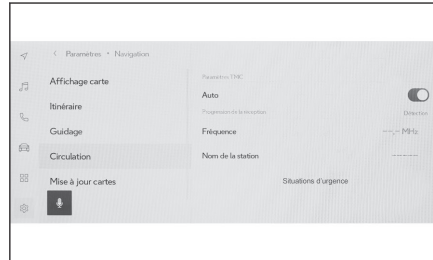 Paramètres • Navigation
Affichage carte
Itinéraire
Guidage
Circulation
Mise à jour cartes
Paramètres TMC
Auto
Progression de la réception
Détection
Fréquence
---.-- MHz
Nom de la station
-----
Situations d'urgence